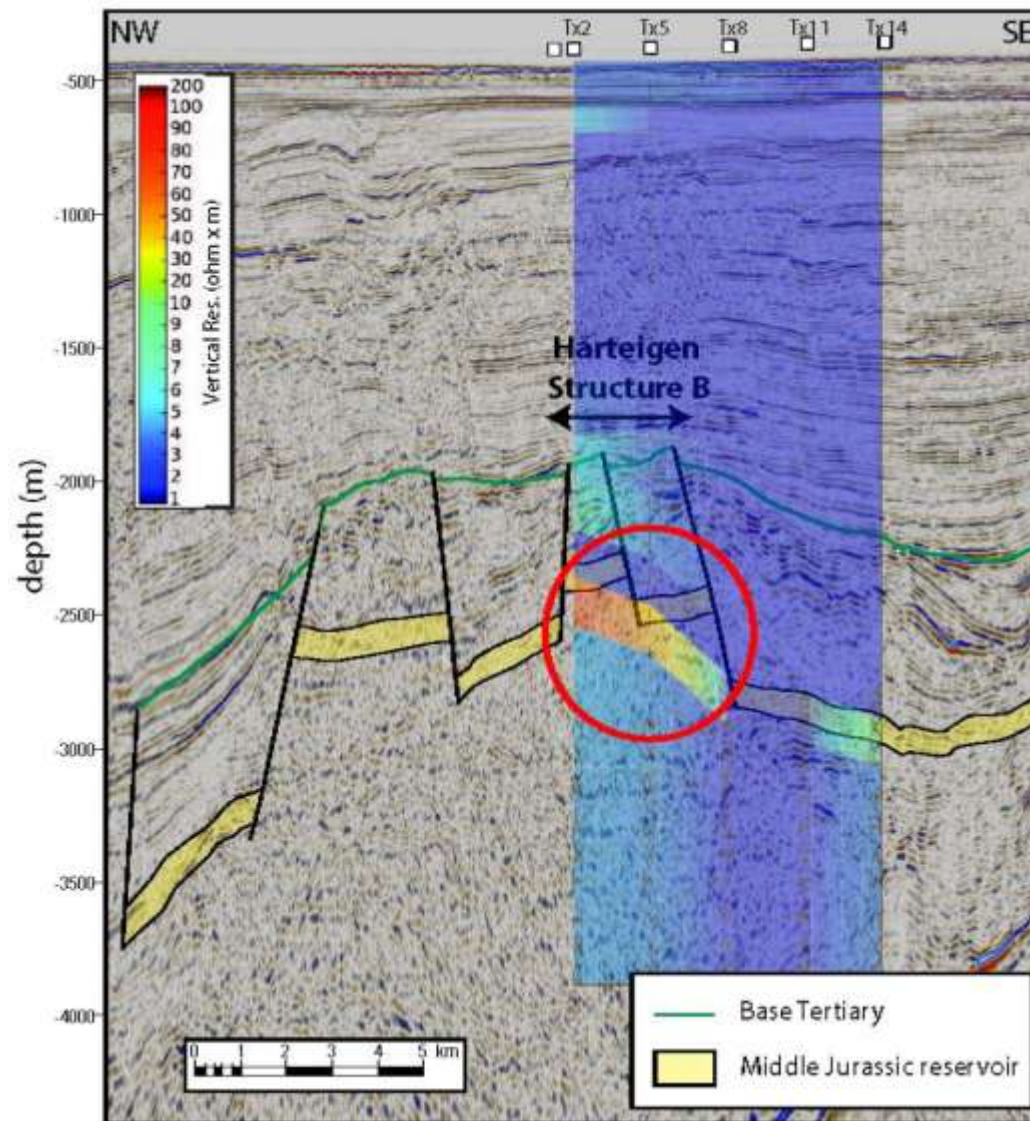 NW
Tx2 Tx5 Tx8 Tx11 Tx14
SE
-500
-1000
-1500
-2000
-2500
-3000
-3500
-4000
depth (m)
200
100
90
80
70
60
50
40
30
20
10
9
8
7
6
5
4
3
2
1
Vertical Res. (ohm x m)
Harteigen
Structure B
0 1 2 3 4 5 km
Base Tertiary
Middle Jurassic reservoir